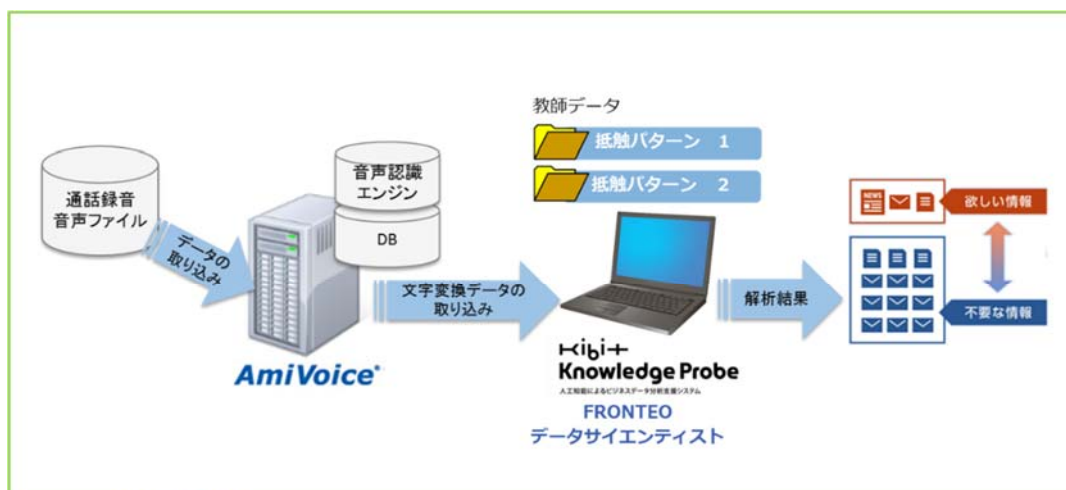 通話録音
音声ファイル
データの
取り込み
音声認識
エンジン
DB
AmiVoice®
文字変換データの
取り込み
教師データ
抵触パターン 1
抵触パターン 2
Kibit
Knowledge Probe
人工知能によるビジネスデータ分析支援システム
FRONTEO
データサイエンティスト
解析結果
NEWS
欲しい情報
不要な情報